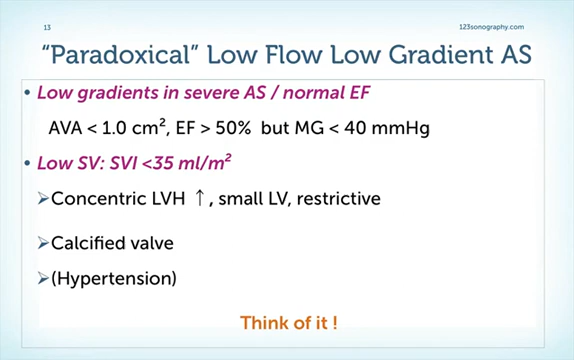 13
123sonography.com
“Paradoxical” Low Flow Low Gradient AS
• Low gradients in severe AS / normal EF
AVA < 1.0 cm², EF > 50% but MG < 40 mmHg
• Low SV: SVI <35 ml/m²
➢Concentric LVH ↑, small LV, restrictive
➢Calcified valve
➢(Hypertension)
Think of it !